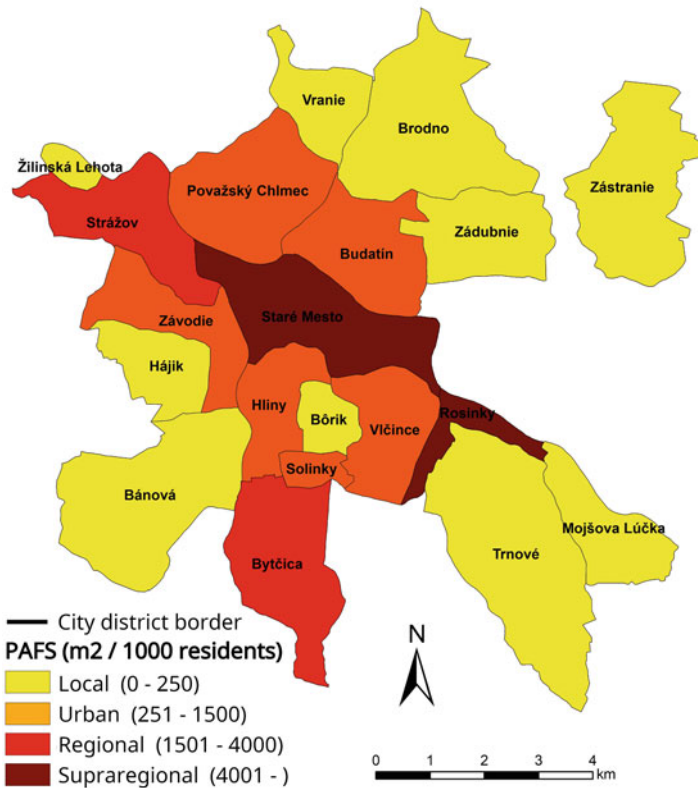 Vranie
Brodno
Žilinská Lehota
Považský Chlmec
Zástranie
Strážov
Zádubnie
Budatín
Závodie
Staré Mesto
Hájik
Hliny
Bôrik
Vlčince
Rosinky
Solinky
Bánová
Mojšova Lúčka
Trnové
Bytčica
City district border
PAFS (m2 / 1000 residents)
Local (0 - 250)
Urban (251 - 1500)
Regional (1501 - 4000)
Supraregional (4001 - )
N
0 1 2 3 4
km